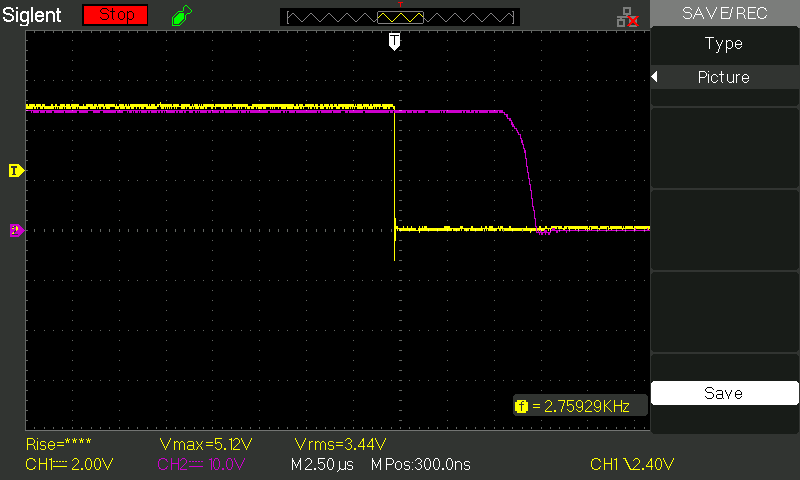 Siglent Stop SAVE/REC
T
Type
Picture
T
Save
f = 2.75929KHz
Rise=**** Vmax=5.12V Vrms=3.44V
CH1 2.00V CH2 10.0V M 2.50µs M Pos:300.0ns CH1 2.40V